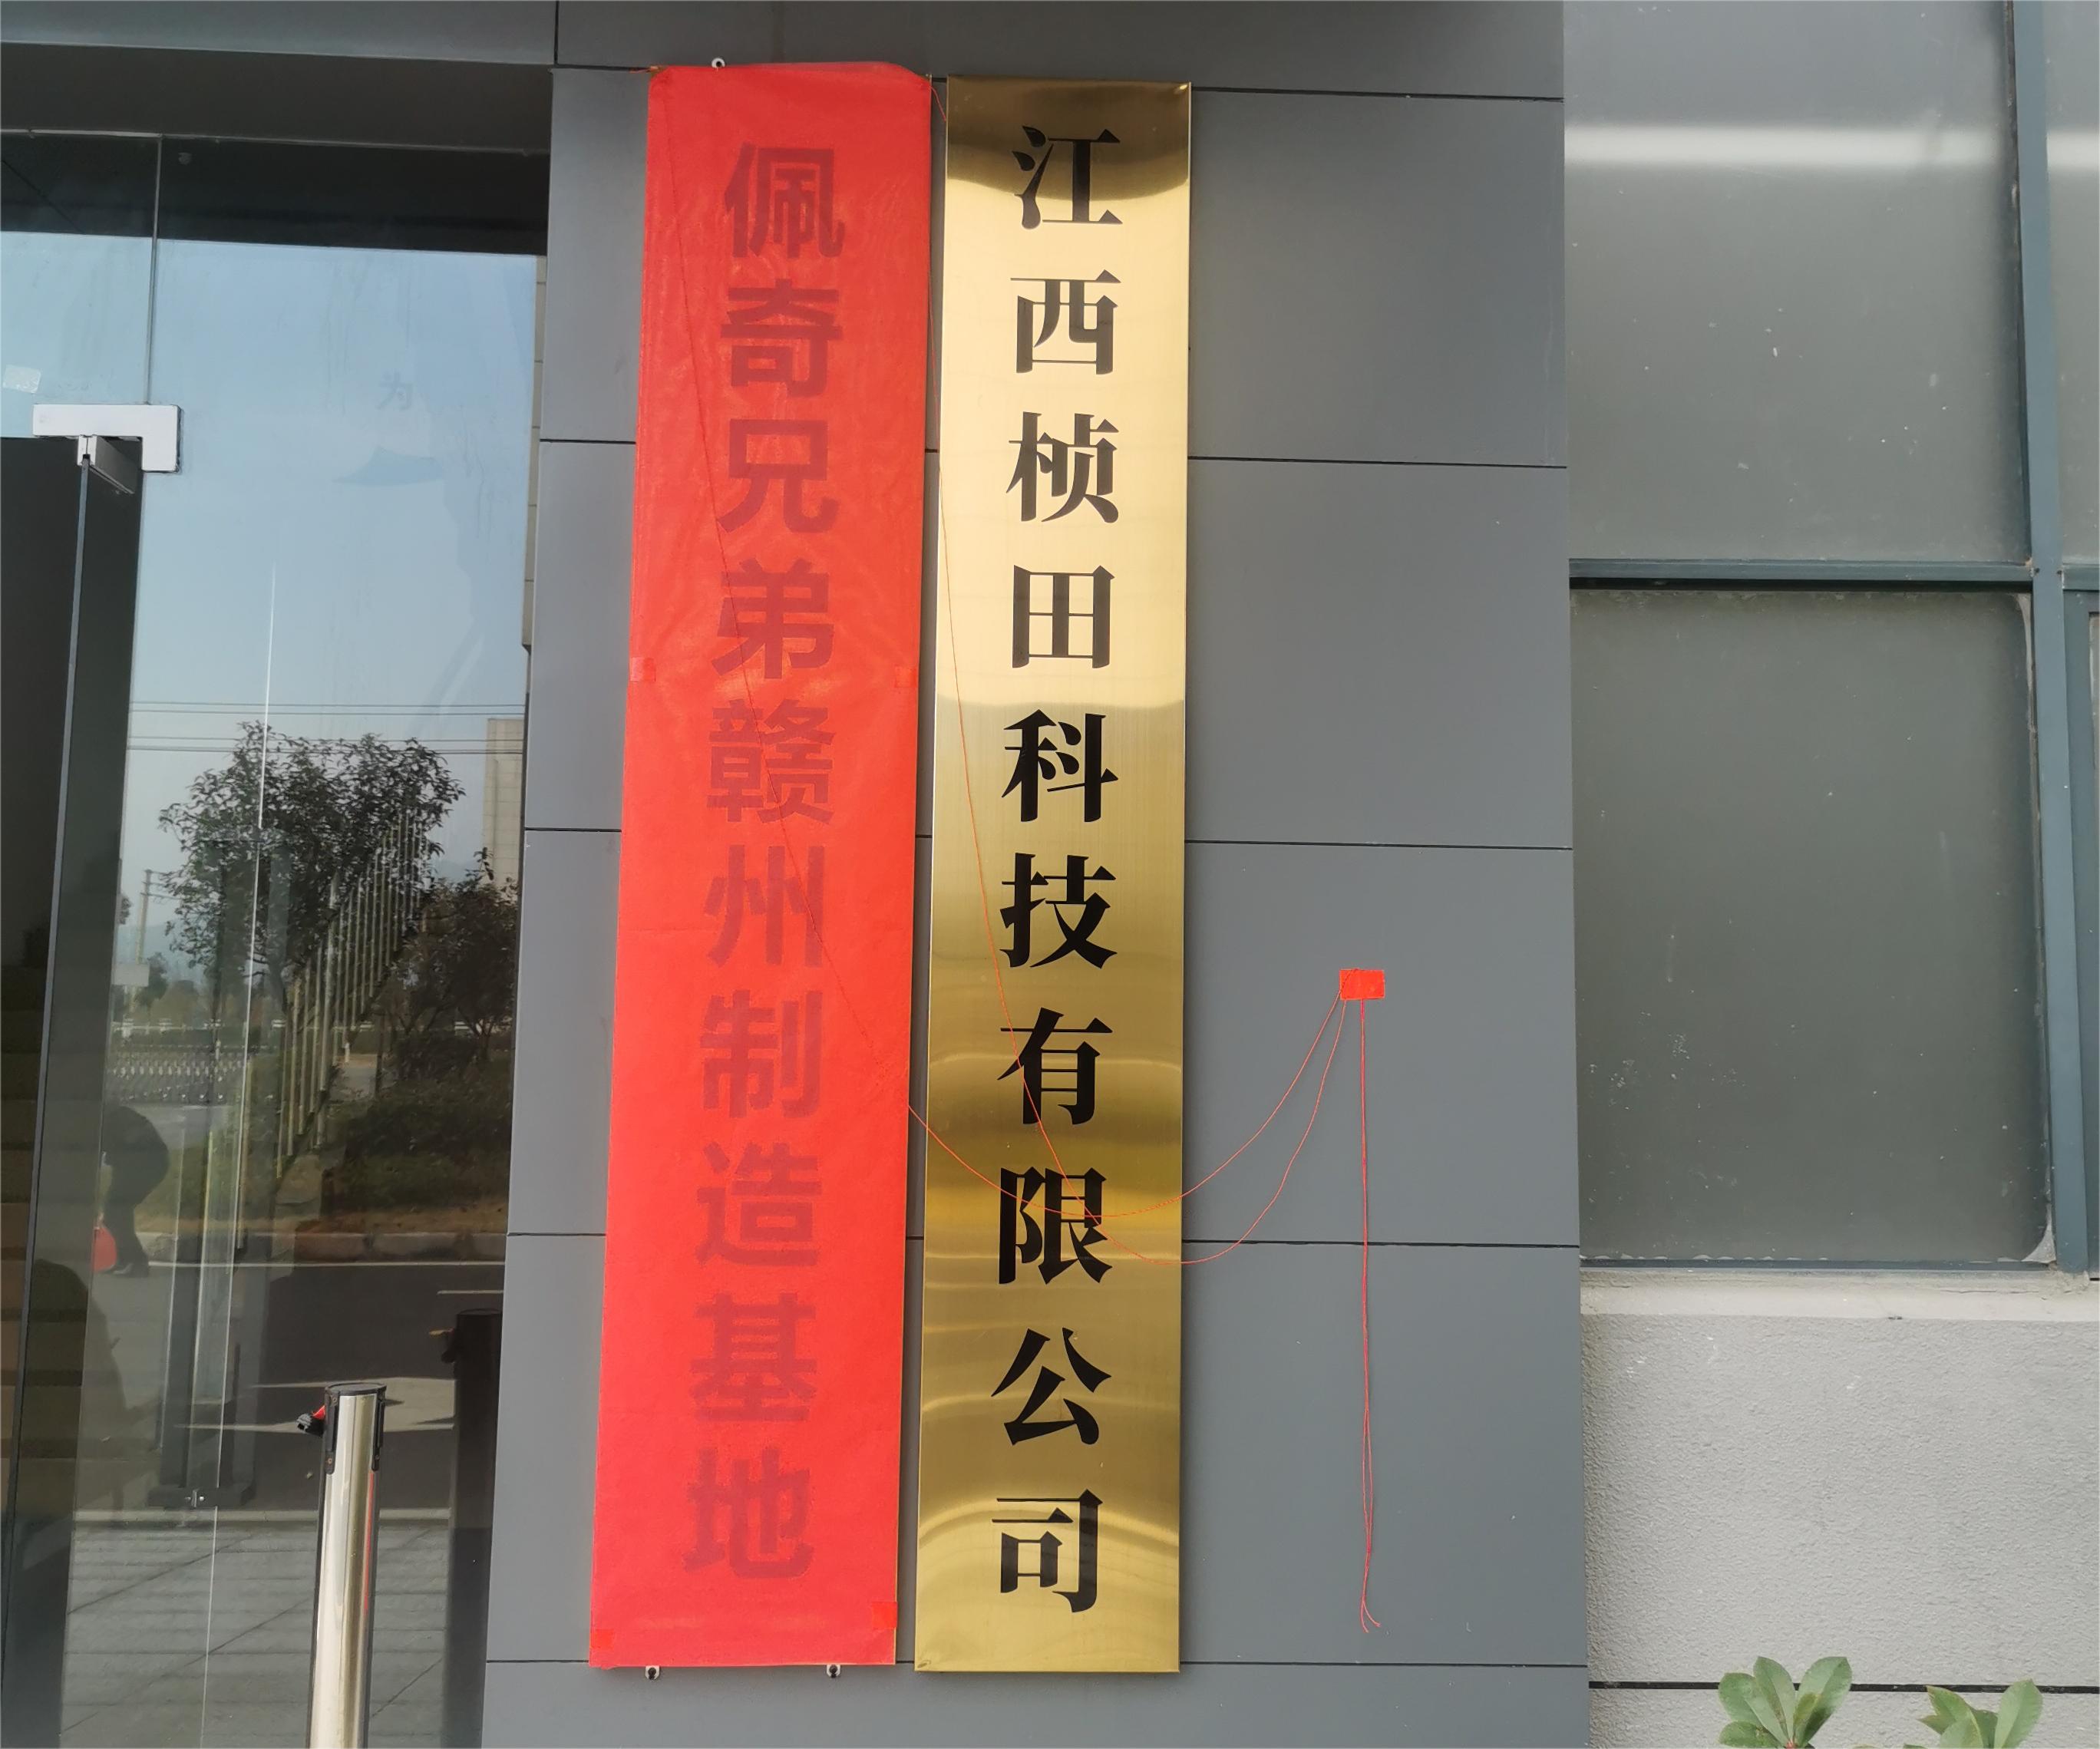 佩奇兄弟赣州制造基地
江西桢田科技有限公司
为